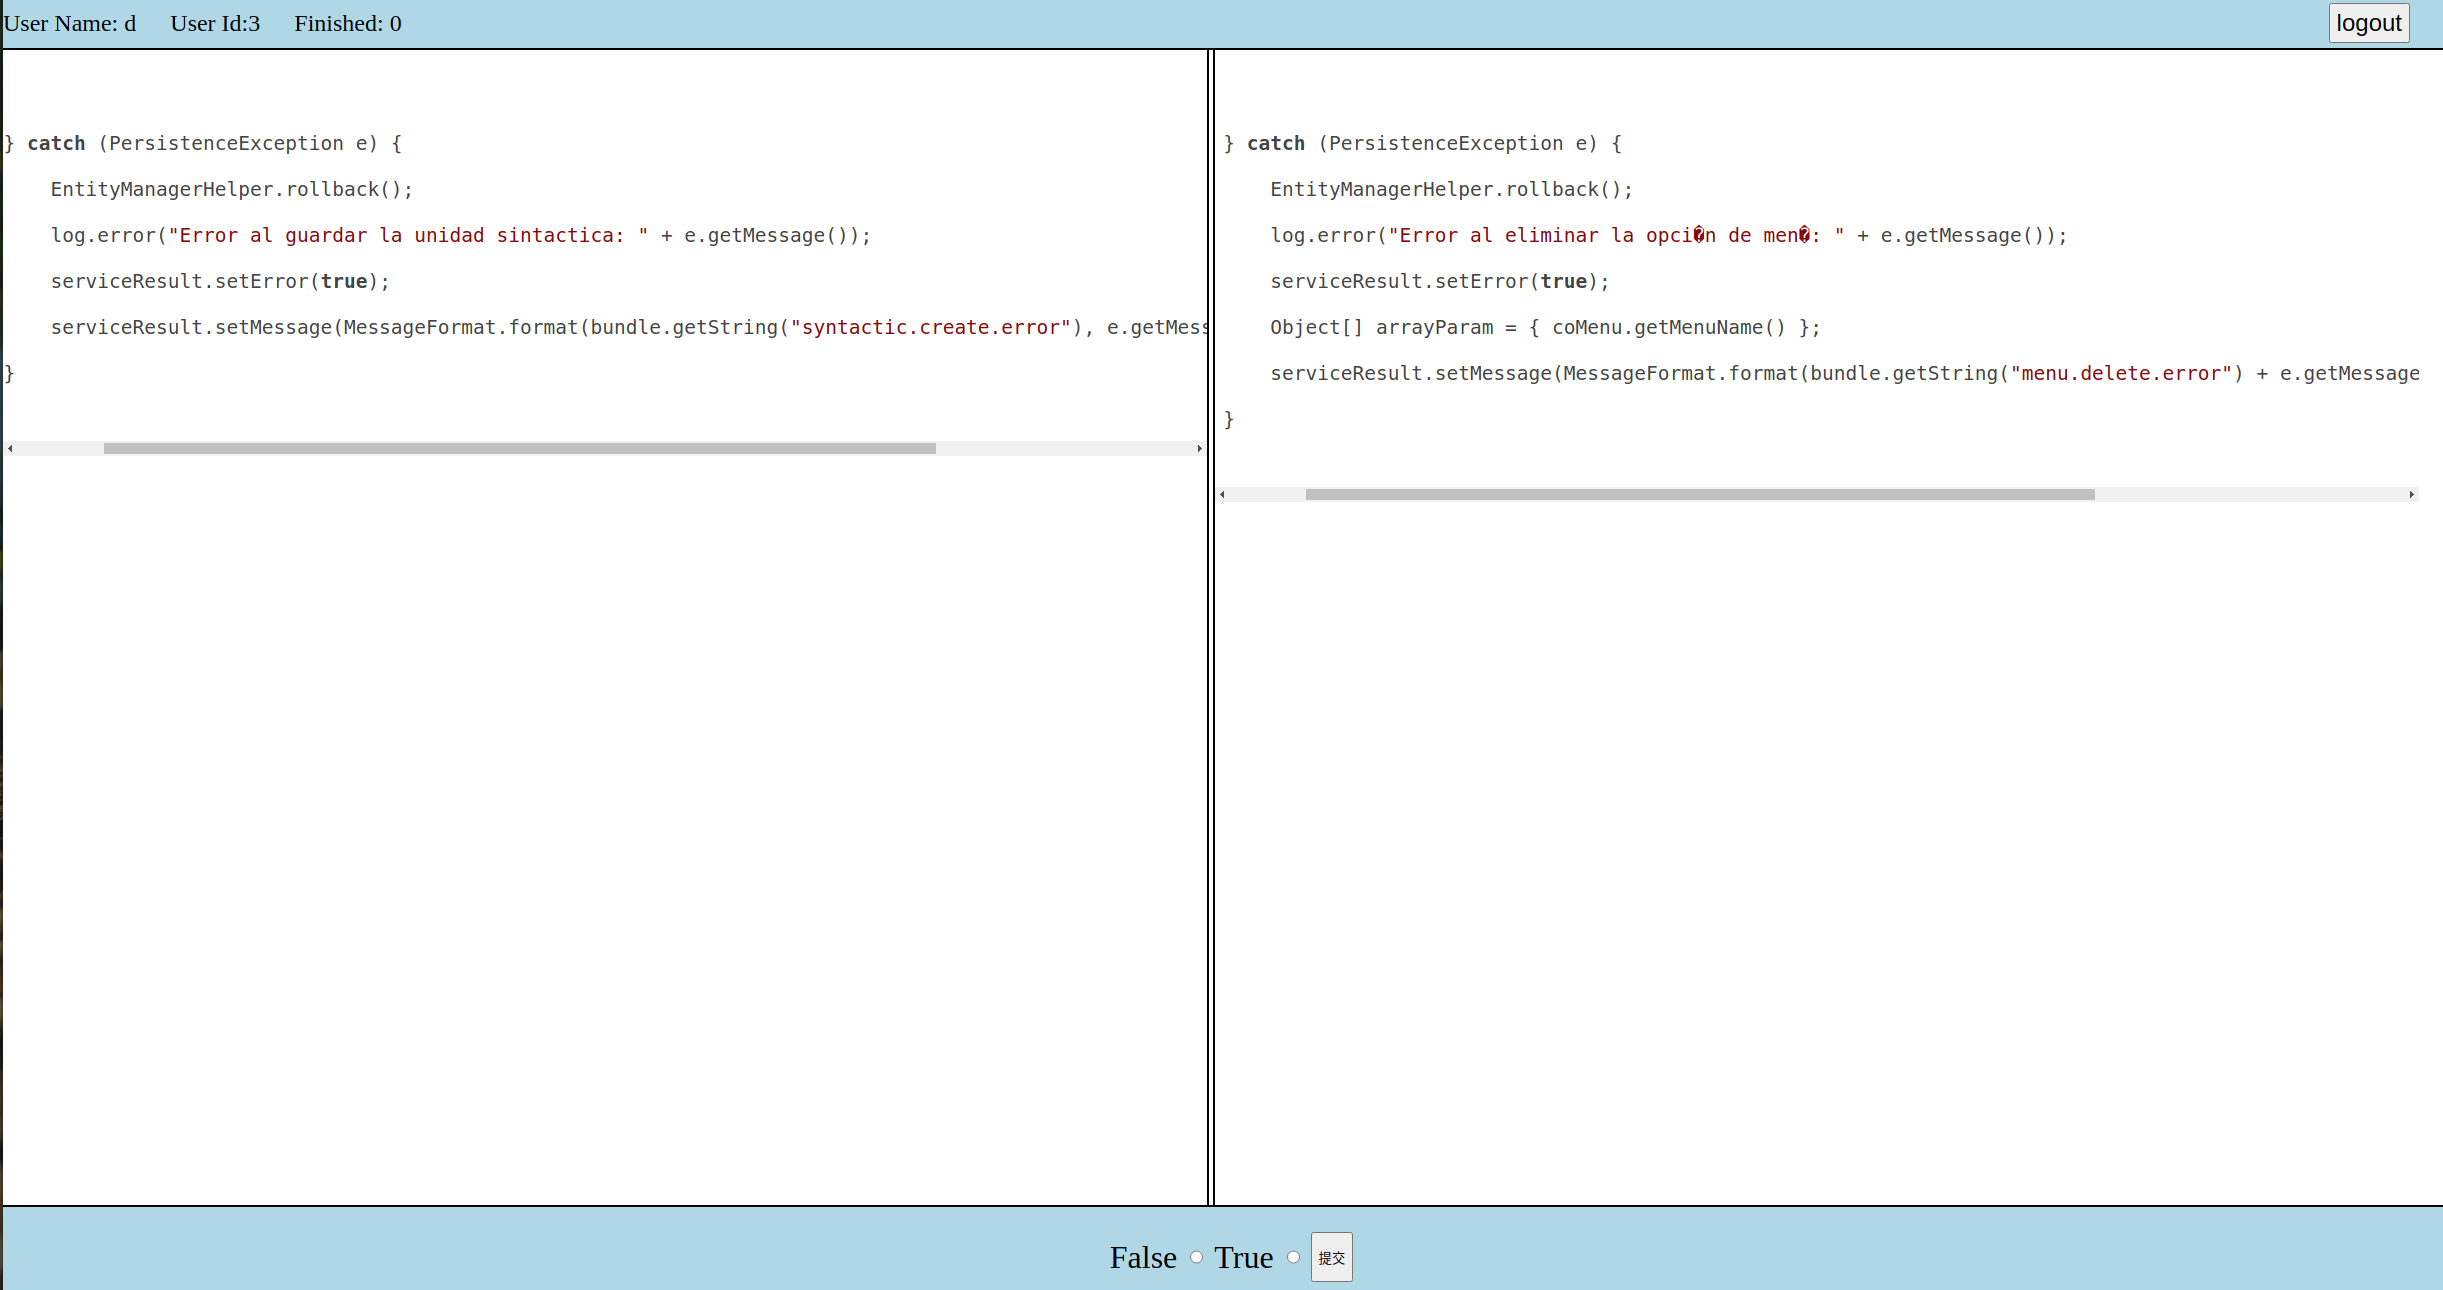 User Name: d User Id:3 Finished: 0 logout
} catch (PersistenceException e) {
EntityManagerHelper.rollback();
log.error("Error al guardar la unidad sintactica: " + e.getMessage());
serviceResult.setError(true);
serviceResult.setMessage(MessageFormat.format(bundle.getString("syntactic.create.error"), e.getMess
}
} catch (PersistenceException e) {
EntityManagerHelper.rollback();
log.error("Error al eliminar la opci�n de men�: " + e.getMessage());
serviceResult.setError(true);
Object[] arrayParam = { coMenu.getMenuName() };
serviceResult.setMessage(MessageFormat.format(bundle.getString("menu.delete.error") + e.getMessage
}
False True 提交